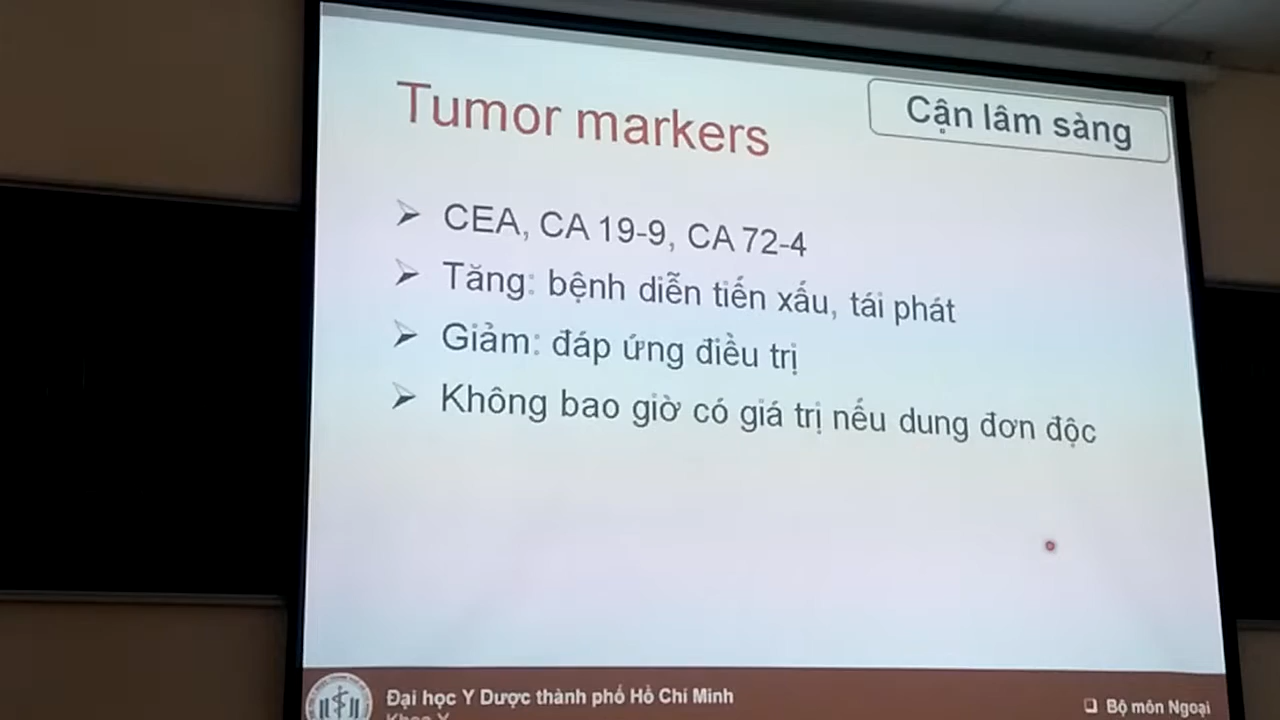 Tumor markers
Cận lâm sàng
CEA, CA 19-9, CA 72-4
Tăng: bệnh diễn tiến xấu, tái phát
Giảm: đáp ứng điều trị
Không bao giờ có giá trị nếu dung đơn độc
Đại học Y Dược thành phố Hồ Chí Minh
Khoa Y
Bộ môn Ngoại